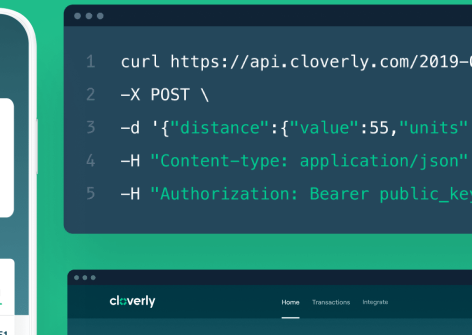 1 curl https://api.cloverly.com/2019-
2 -X POST \
3 -d '{"distance":{"value":55,"units"
4 -H "Content-type: application/json"
5 -H "Authorization: Bearer public_key
cloverly Home Transactions Integrate